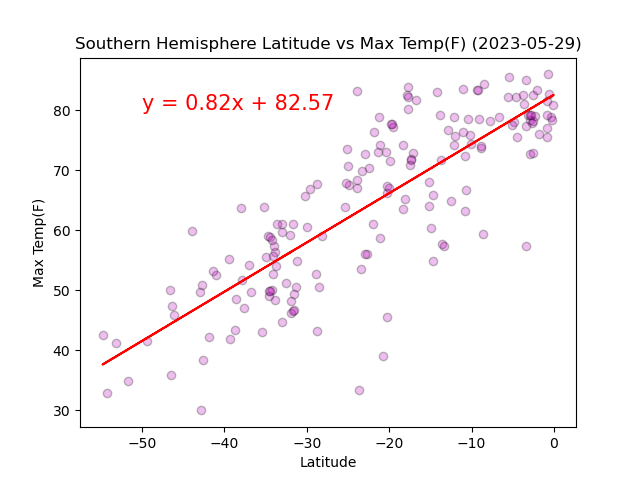 Southern Hemisphere Latitude vs Max Temp(F) (2023-05-29)
y = 0.82x + 82.57
80
70
60
50
40
30
Max Temp(F)
−50 −40 −30 −20 −10 0
Latitude